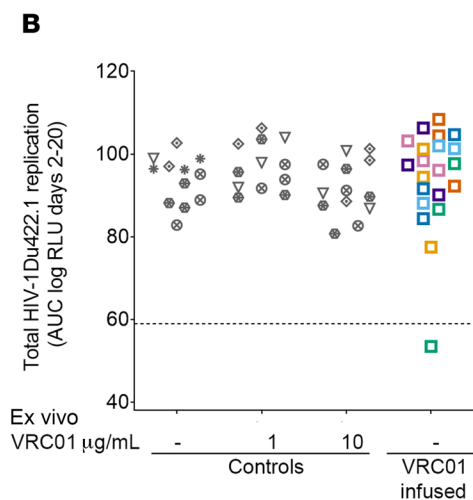 B
Total HIV-1Du422.1 replication
(AUC log RLU days 2-20)
120
100
80
60
40
Ex vivo
VRC01 μg/mL - 1 10 -
Controls VRC01
infused